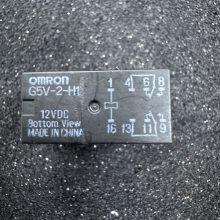 OMRON
G5V-2-H1
12VDC
Bottom View
MADE IN CHINA
1 4 6 8
16 13 11 9